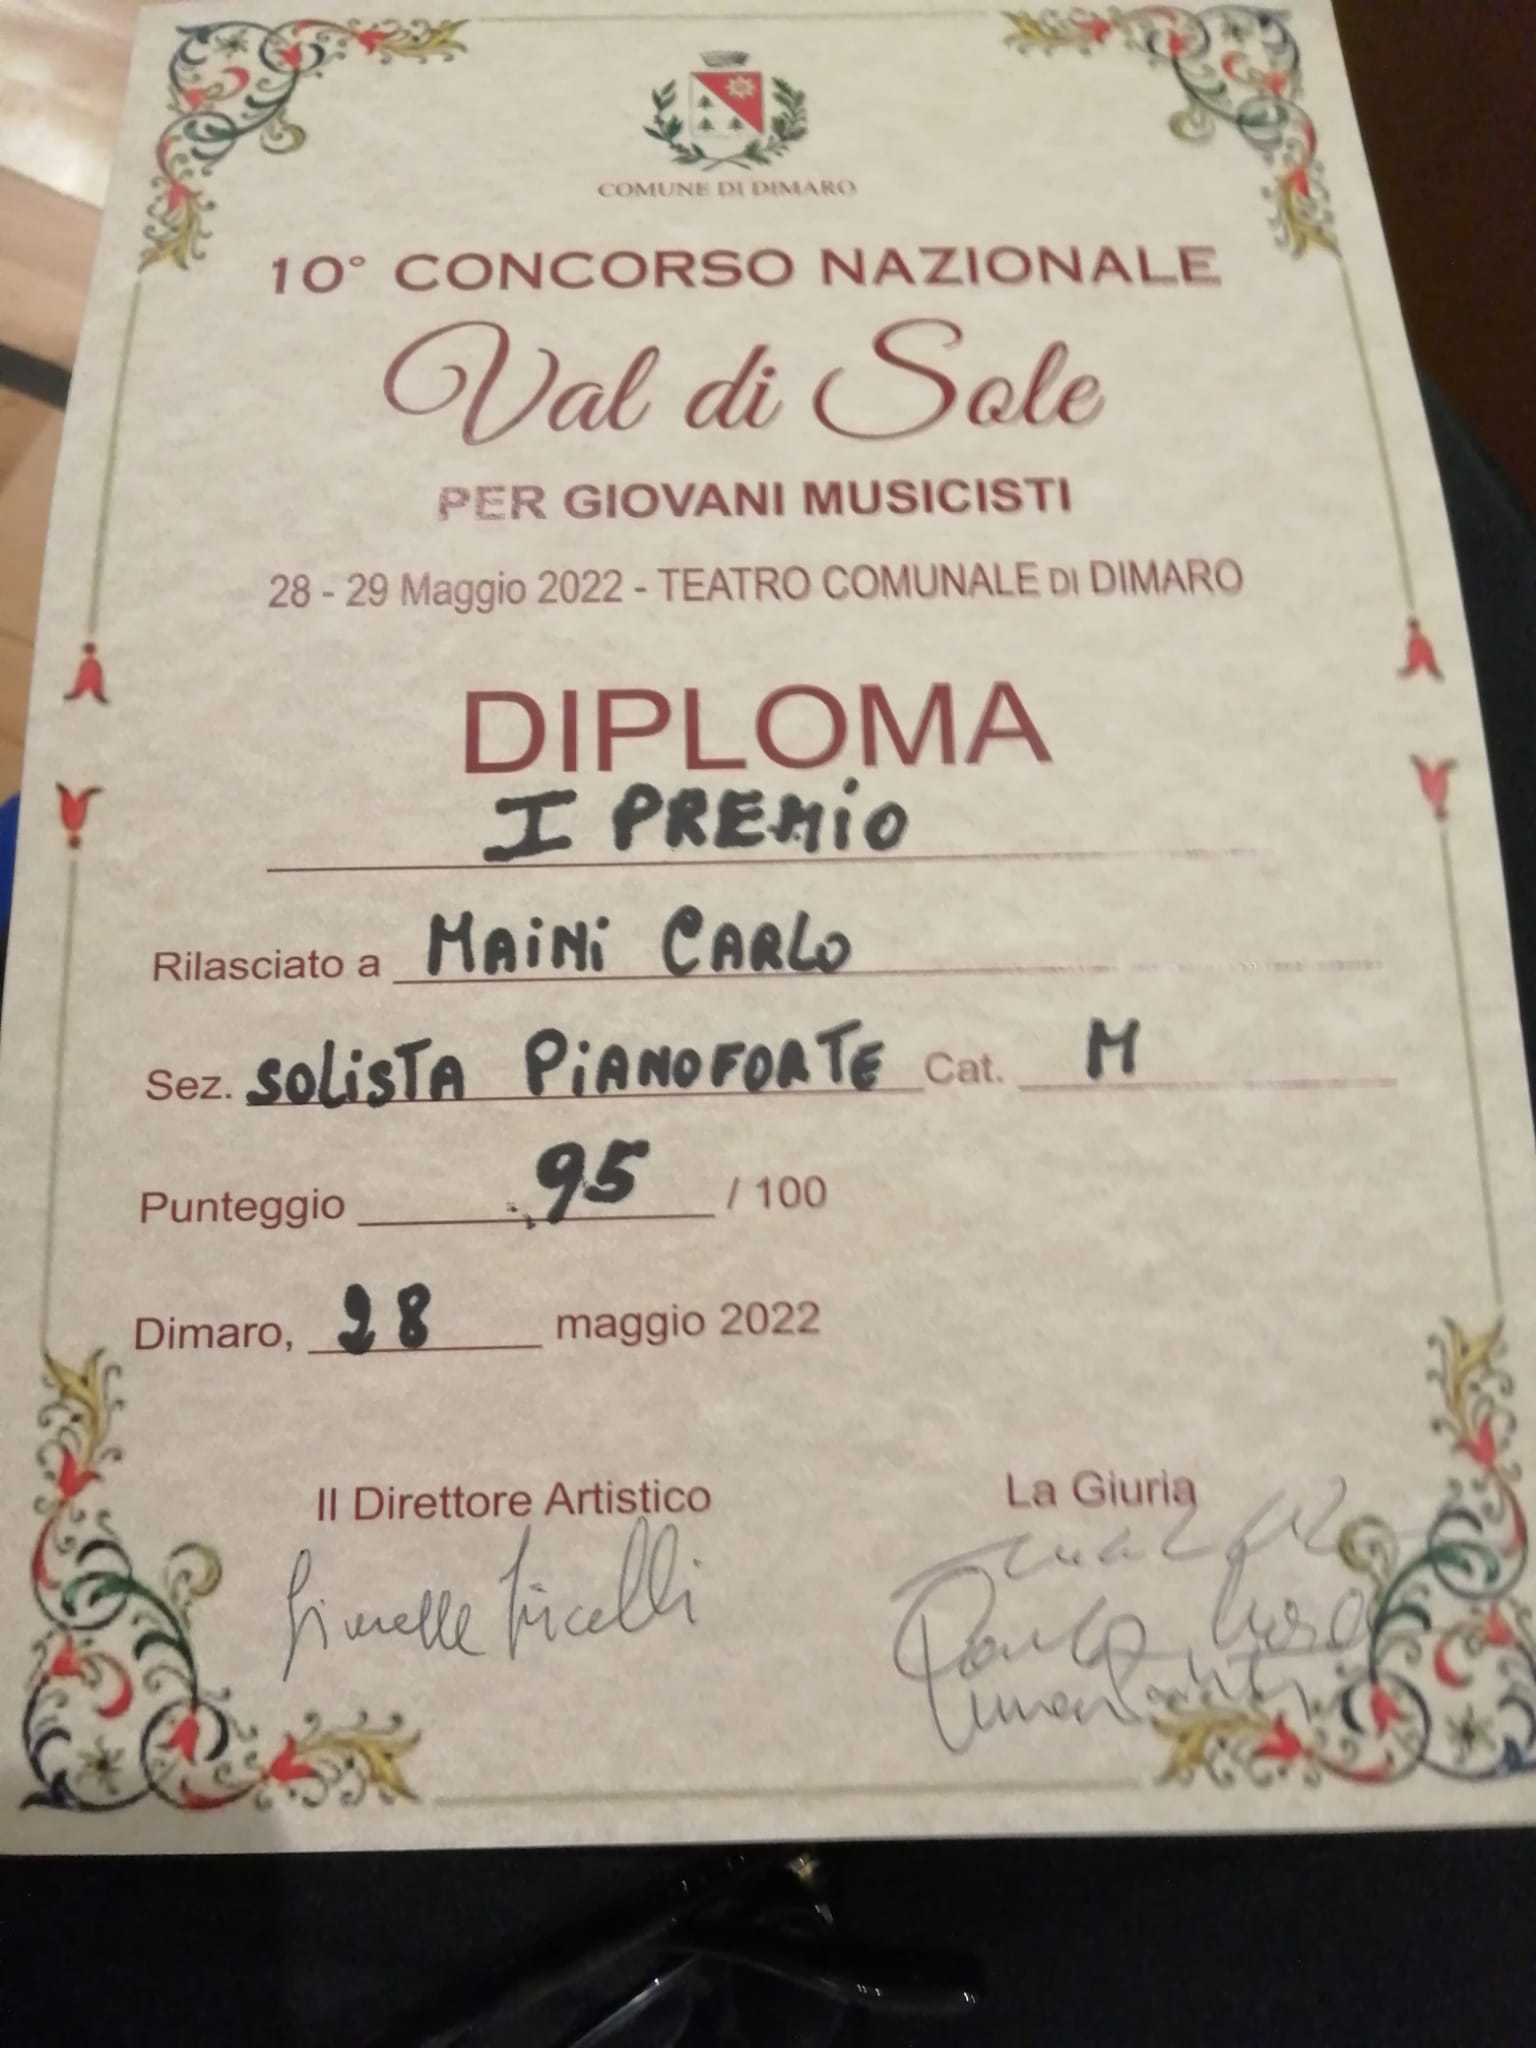 COMUNE DI DIMARO
10° CONCORSO NAZIONALE
Val di Sole
PER GIOVANI MUSICISTI
28 - 29 Maggio 2022 - TEATRO COMUNALE DI DIMARO
DIPLOMA
I PREMIO
Rilasciato a MAINI CARLO
Sez. SOLISTA PIANOFORTE Cat. M
Punteggio 95 / 100
Dimaro, 28 maggio 2022
Il Direttore Artistico La Giuria